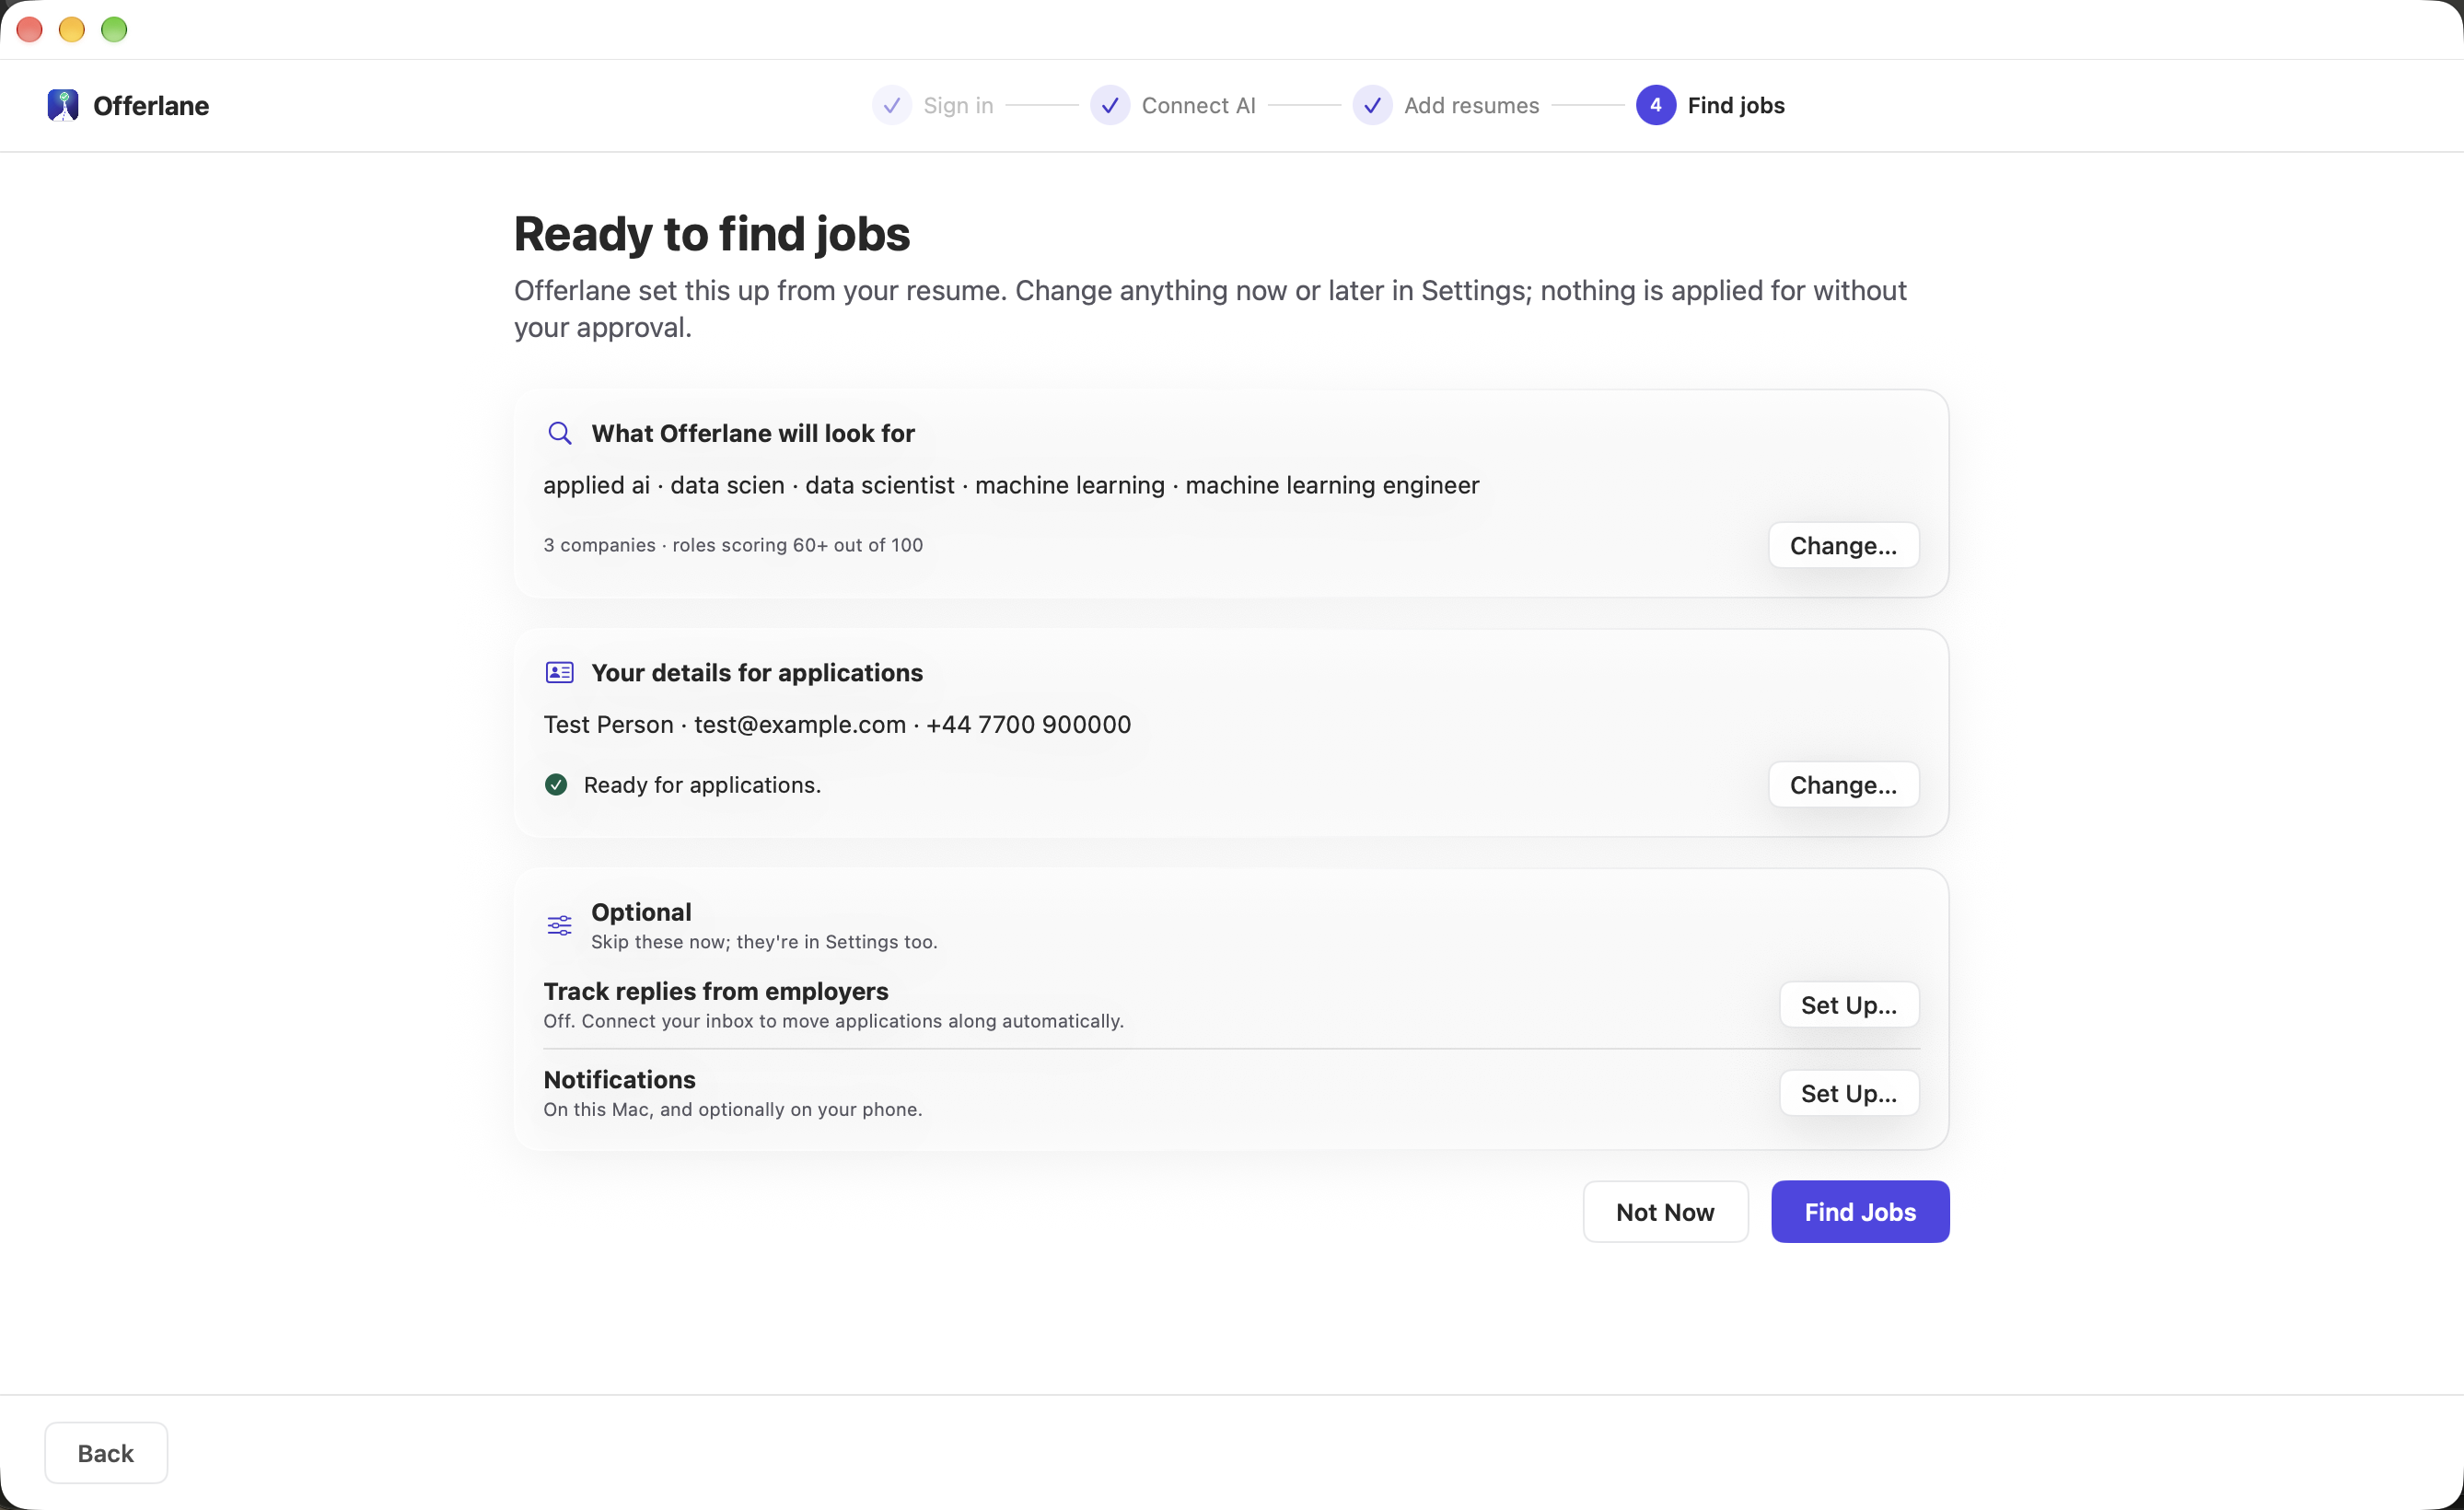 Offerlane
Sign in
Connect AI
Add resumes
4 Find jobs
Ready to find jobs
Offerlane set this up from your resume. Change anything now or later in Settings; nothing is applied for without
your approval.
What Offerlane will look for
applied ai · data scien · data scientist · machine learning · machine learning engineer
3 companies · roles scoring 60+ out of 100
Change...
Your details for applications
Test Person · test@example.com · +44 7700 900000
Ready for applications.
Change...
Optional
Skip these now; they're in Settings too.
Track replies from employers
Off. Connect your inbox to move applications along automatically.
Set Up...
Notifications
On this Mac, and optionally on your phone.
Set Up...
Not Now
Find Jobs
Back